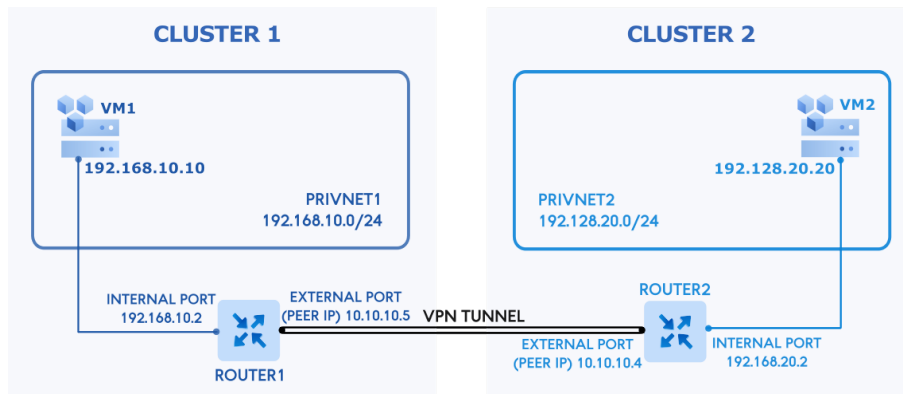 CLUSTER 1
VM1
192.168.10.10
PRIVNET1
192.168.10.0/24
INTERNAL PORT
192.168.10.2
EXTERNAL PORT
(PEER IP) 10.10.10.5
ROUTER1
VPN TUNNEL
CLUSTER 2
VM2
192.128.20.20
PRIVNET2
192.128.20.0/24
ROUTER2
EXTERNAL PORT
(PEER IP) 10.10.10.4
INTERNAL PORT
192.168.20.2